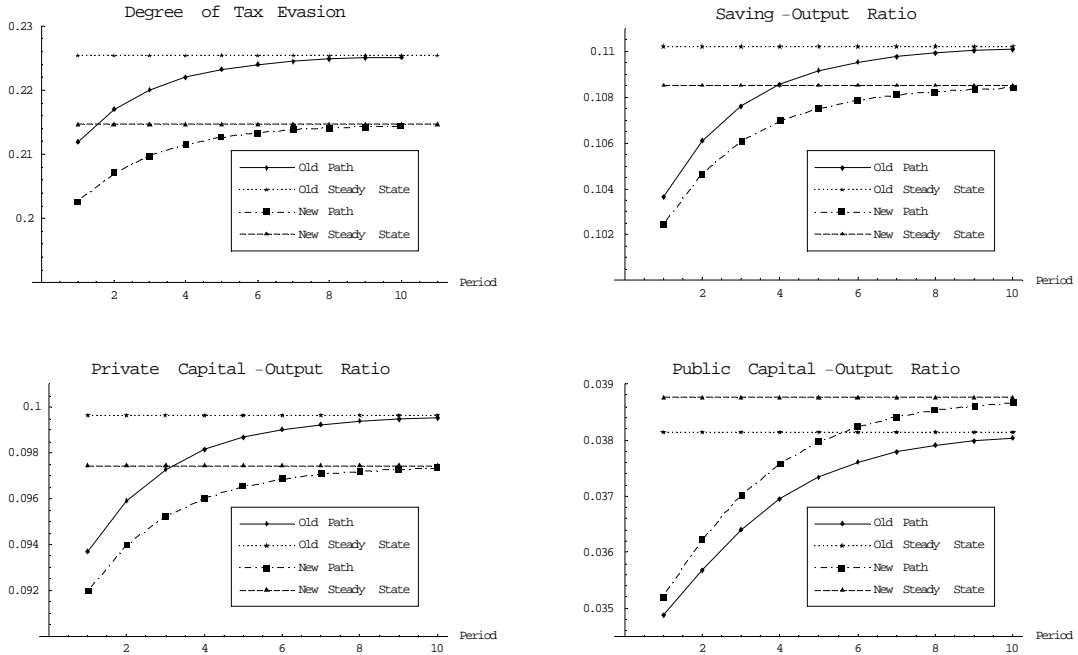 Degree of Tax Evasion
0.23
0.22
0.21
0.2
2 4 6 8 10
Period
Old Path
Old Steady State
New Path
New Steady State
Saving-Output Ratio
0.11
0.108
0.106
0.104
0.102
2 4 6 8 10
Period
Old Path
Old Steady State
New Path
New Steady State
Private Capital-Output Ratio
0.1
0.098
0.096
0.094
0.092
2 4 6 8 10
Period
Old Path
Old Steady State
New Path
New Steady State
Public Capital-Output Ratio
0.039
0.038
0.037
0.036
0.035
2 4 6 8 10
Period
Old Path
Old Steady State
New Path
New Steady State